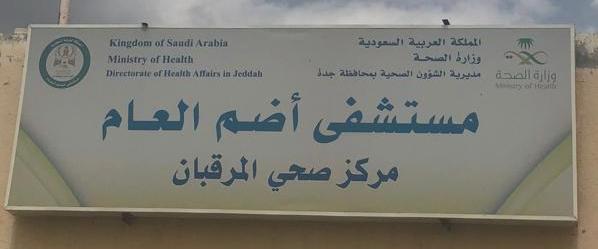 Kingdom of Saudi Arabia
Ministry of Health
Directorate of Health Affairs in Jeddah
المملكة العربية السعودية
وزارة الصحة
مديرية الشؤون الصحية بمحافظة جدة
وزارة الصحة
Ministry of Health
مستشفى أضم العام
مركز صحي المرقبان